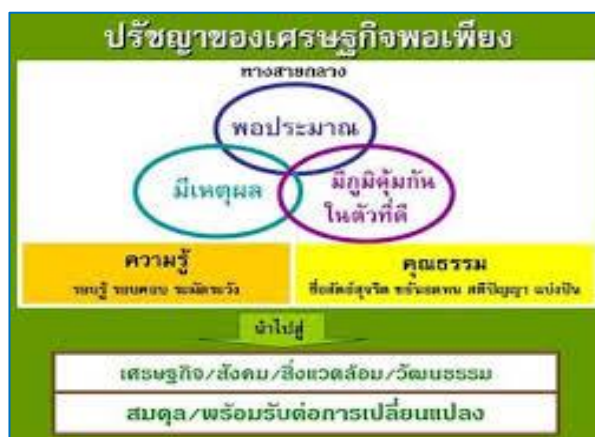 ปรัชญาของเศรษฐกิจพอเพียง
ทางสายกลาง
พอประมาณ
มีเหตุผล
มีภูมิคุ้มกัน
ในตัวที่ดี
ความรู้
รอบรู้ รอบคอบ ระมัดระวัง
คุณธรรม
ซื่อสัตย์สุจริต ขยันอดทน สติปัญญา แบ่งปัน
นำไปสู่
เศรษฐกิจ/สังคม/สิ่งแวดล้อม/วัฒนธรรม
สมดุล/พร้อมรับต่อการเปลี่ยนแปลง